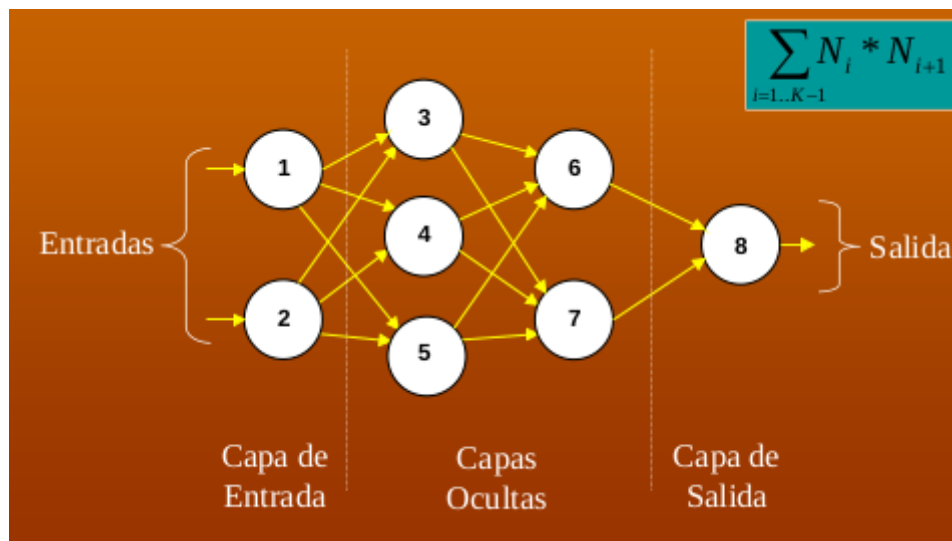 ∑ N_i * N_{i+1}
i=1..K-1
3
1
6
4
Entradas
8
Salida
2
7
5
Capa de
Entrada
Capas
Ocultas
Capa de
Salida